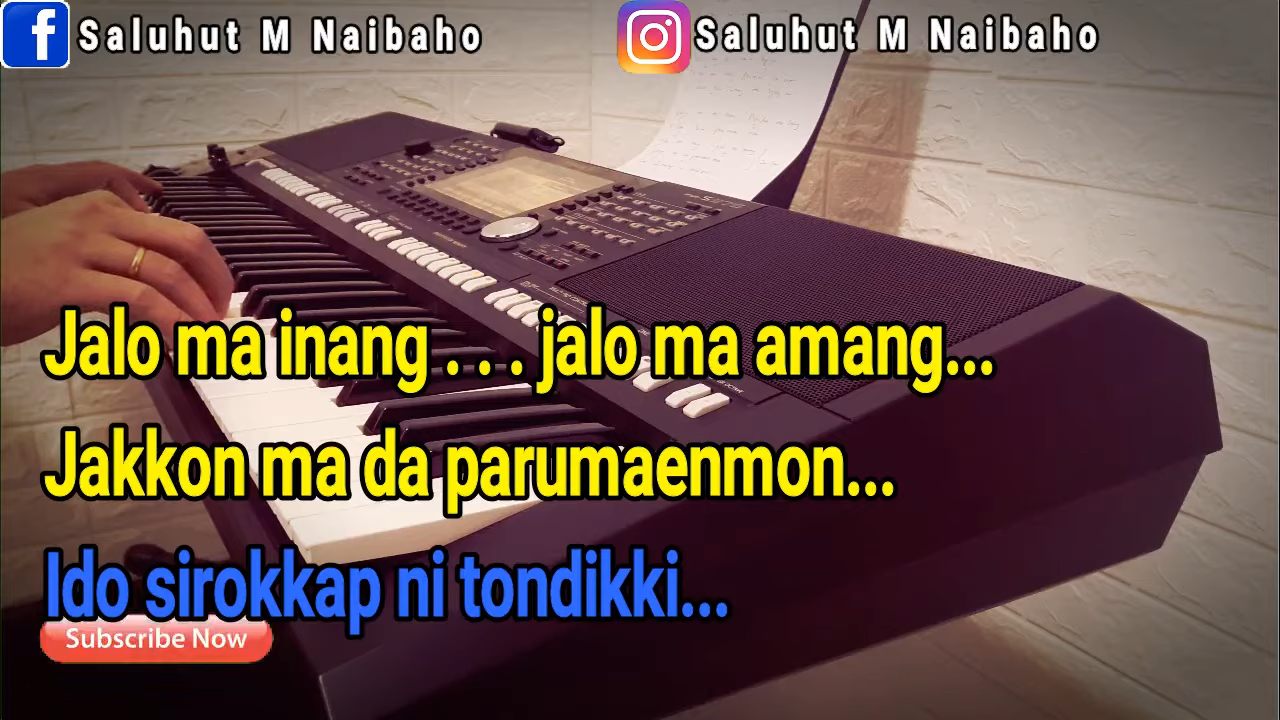 Saluhut M Naibaho
Saluhut M Naibaho
Jalo ma inang . . . jalo ma amang...
Jakkon ma da parumaenmon...
Ido sirokkap ni tondikki...
Subscribe Now